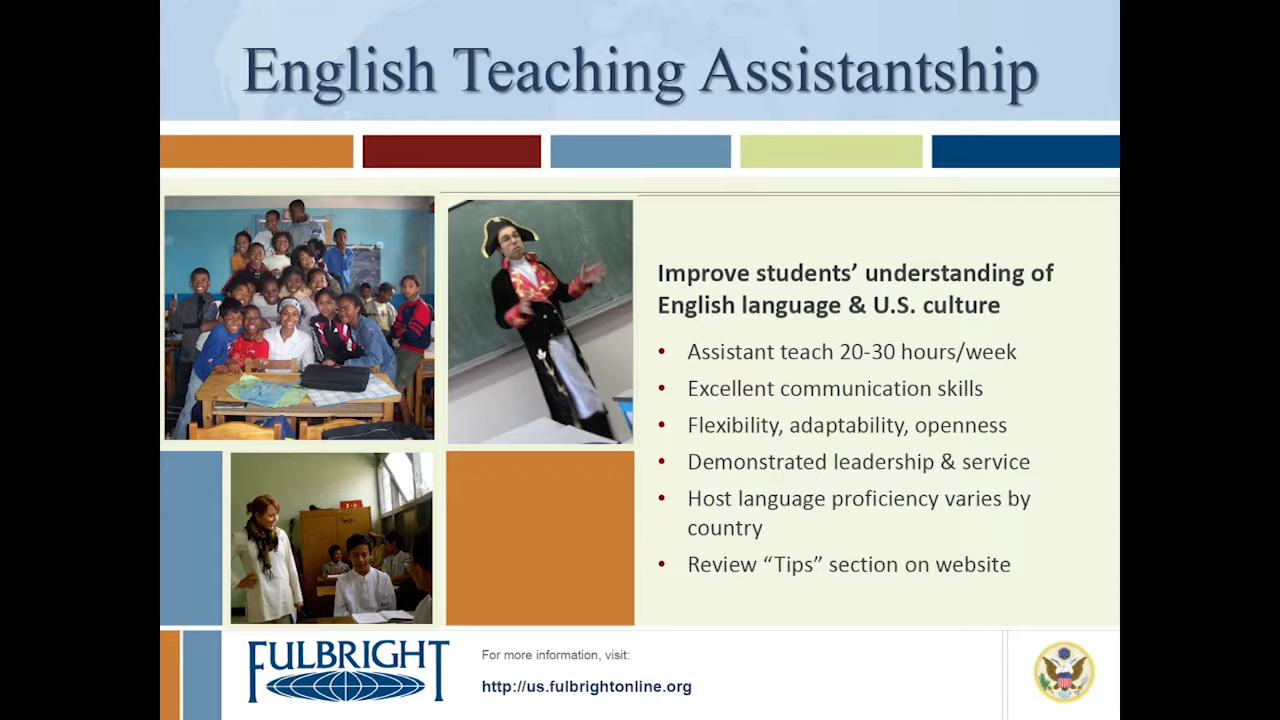 English Teaching Assistantship
Improve students’ understanding of
English language & U.S. culture
• Assistant teach 20-30 hours/week
• Excellent communication skills
• Flexibility, adaptability, openness
• Demonstrated leadership & service
• Host language proficiency varies by
country
• Review “Tips” section on website
FULBRIGHT
For more information, visit:
http://us.fulbrightonline.org